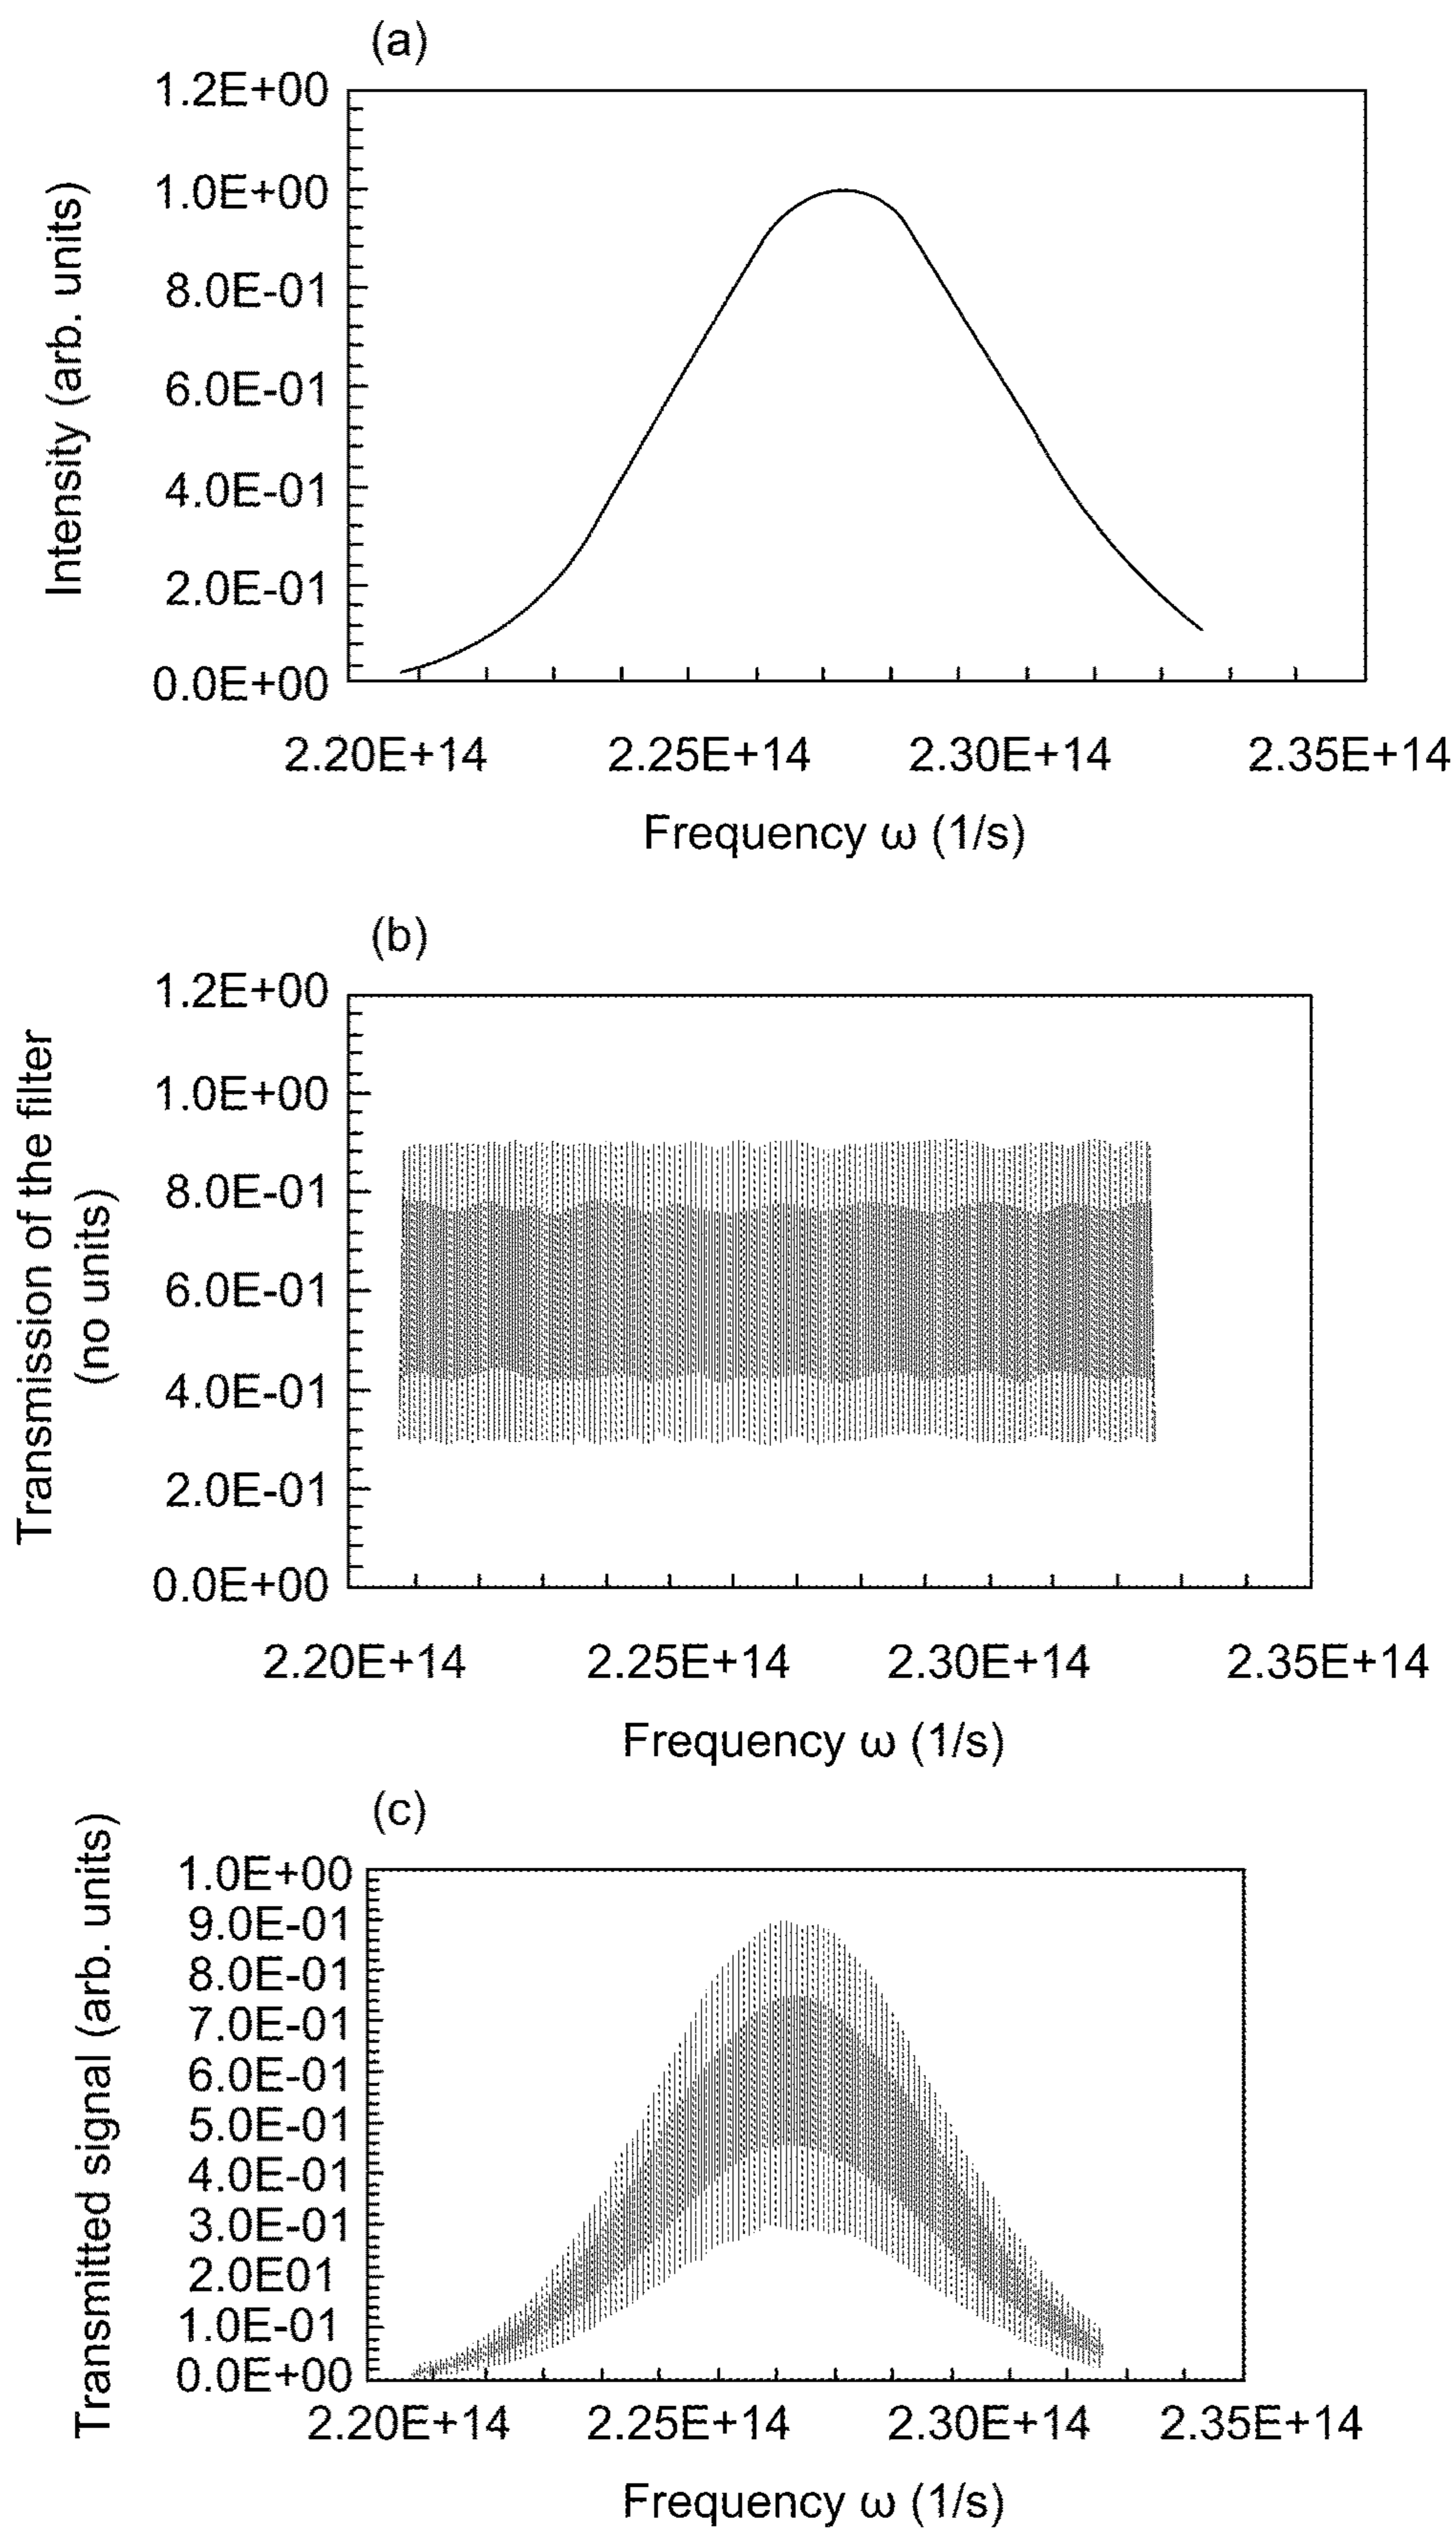 (a)
Intensity (arb. units)
1.2E+00
1.0E+00
8.0E-01
6.0E-01
4.0E-01
2.0E-01
0.0E+00
2.20E+14 2.25E+14 2.30E+14 2.35E+14
Frequency ω (1/s)
(b)
Transmission of the filter
(no units)
1.2E+00
1.0E+00
8.0E-01
6.0E-01
4.0E-01
2.0E-01
0.0E+00
2.20E+14 2.25E+14 2.30E+14 2.35E+14
Frequency ω (1/s)
(c)
Transmitted signal (arb. units)
1.0E+00
9.0E-01
8.0E-01
7.0E-01
6.0E-01
5.0E-01
4.0E-01
3.0E-01
2.0E01
1.0E-01
0.0E+00
2.20E+14 2.25E+14 2.30E+14 2.35E+14
Frequency ω (1/s)